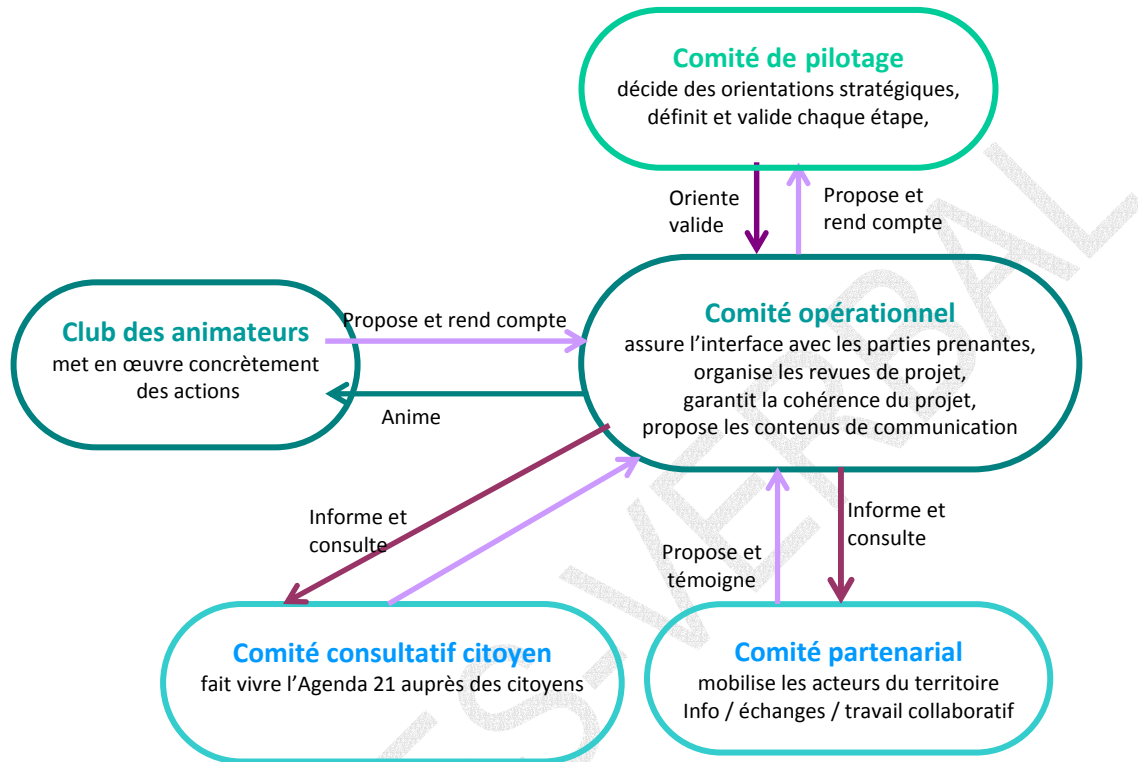 Comité de pilotage
décide des orientations stratégiques,
définit et valide chaque étape,
Oriente
valide
Propose et
rend compte
Club des animateurs
met en œuvre concrètement
des actions
Propose et rend compte
Anime
Comité opérationnel
assure l’interface avec les parties prenantes,
organise les revues de projet,
garantit la cohérence du projet,
propose les contenus de communication
Informe et
consulte
Propose et
témoigne
Informe et
consulte
Comité consultatif citoyen
fait vivre l’Agenda 21 auprès des citoyens
Comité partenarial
mobilise les acteurs du territoire
Info / échanges / travail collaboratif
ES-VERBAL